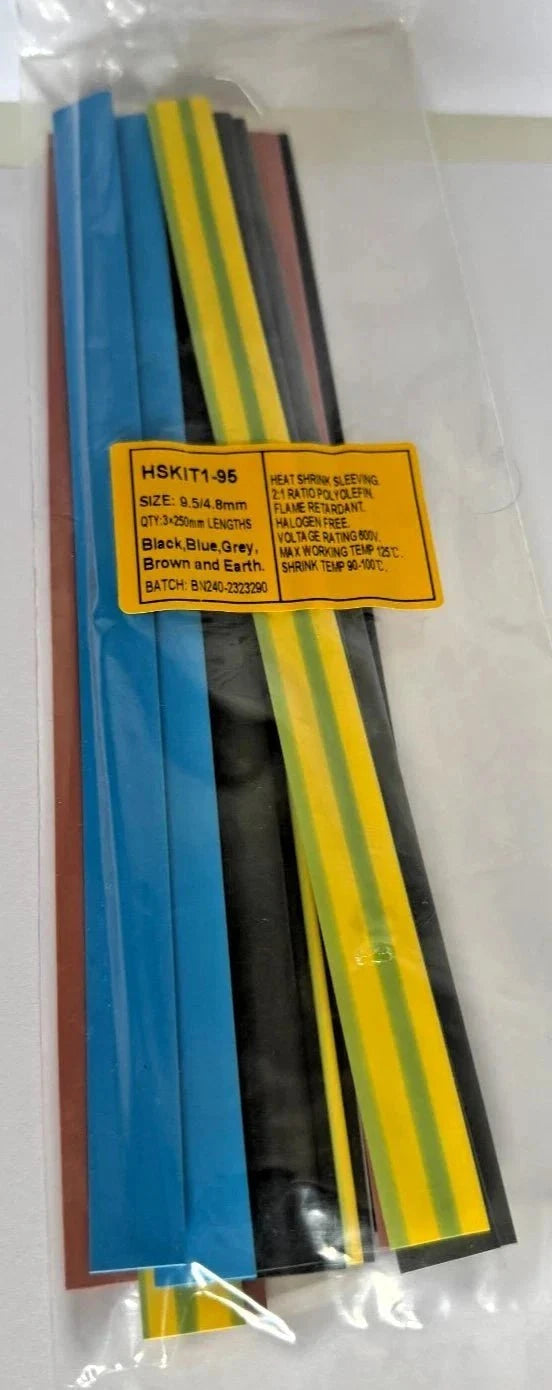 HSKIT1-95
SIZE: 9.5/4.8mm
QTY:3×250mm LENGTHS
Black,Blue,Grey,
Brown and Earth.
BATCH: BN240-2323290
HEAT SHRINK SLEEVING.
2:1 RATIO POLYOLEFIN.
FLAME RETARDANT.
HALOGEN FREE.
VOLTAGE RATING 600V.
MAX WORKING TEMP 125℃.
SHRINK TEMP 90-100℃.